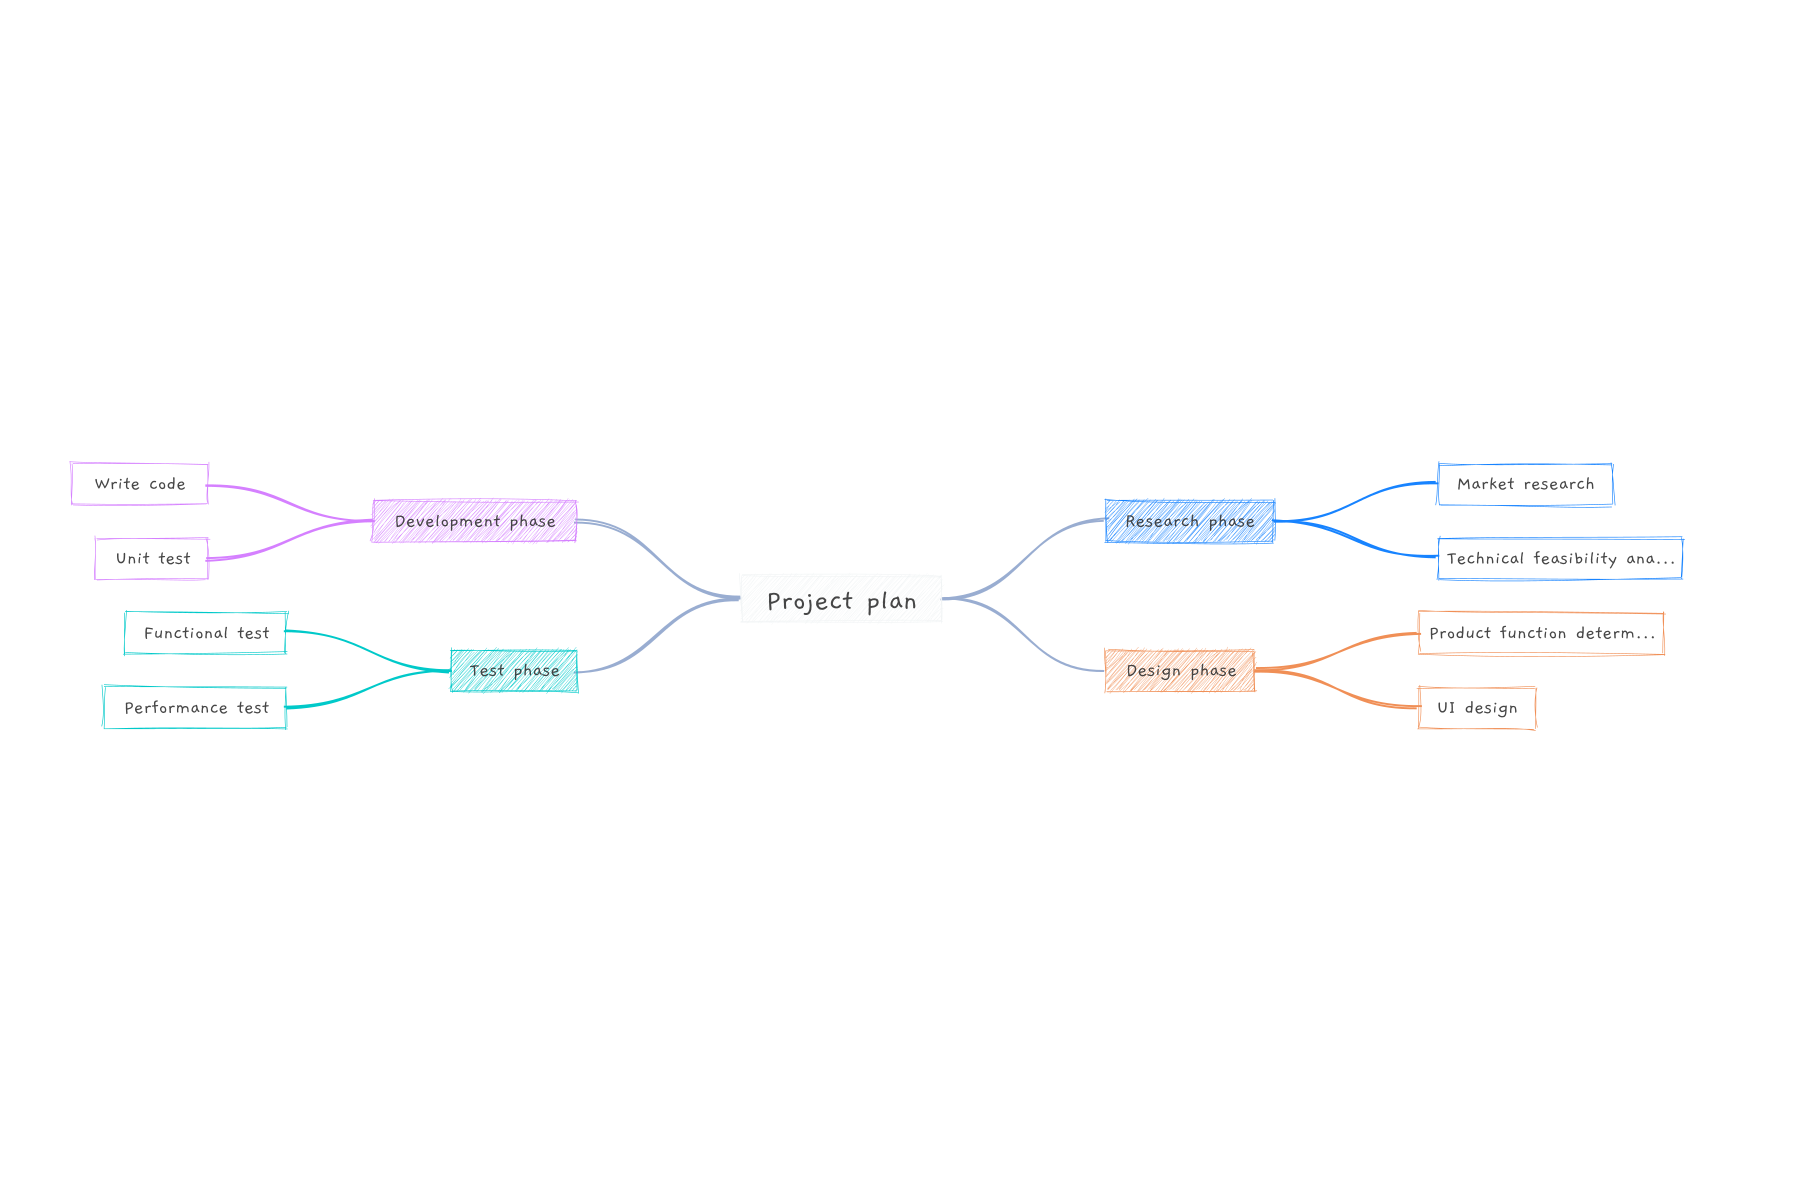 Project plan
Research phase
Market research
Technical feasibility ana...
Design phase
Product function determ...
UI design
Development phase
Write code
Unit test
Test phase
Functional test
Performance test